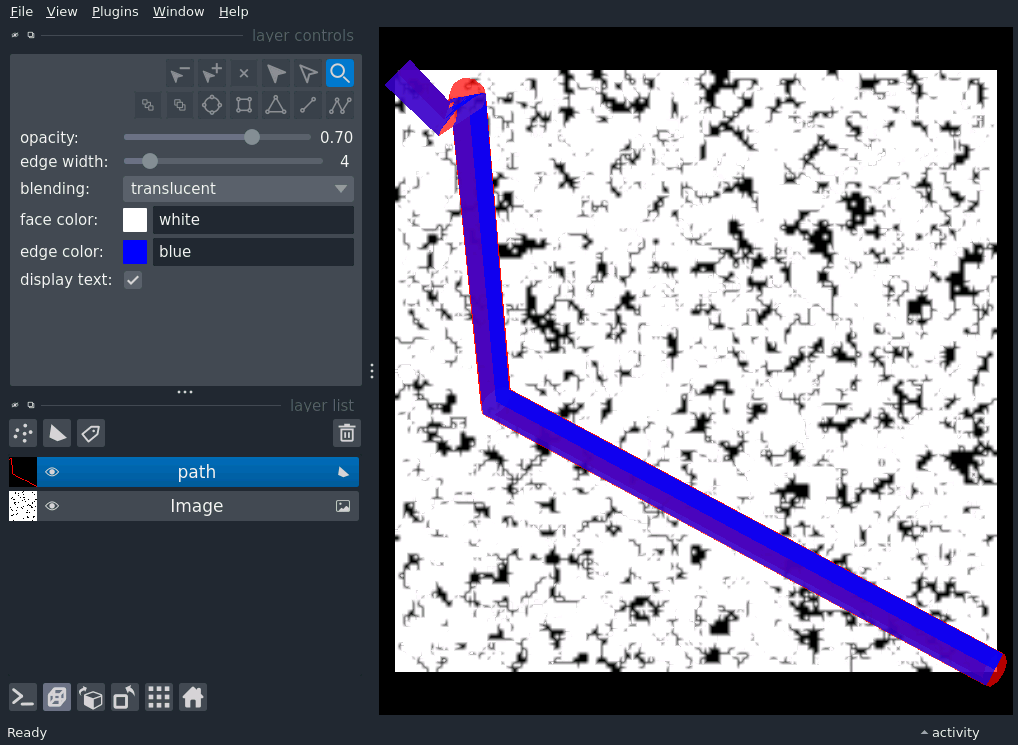 File View Plugins Window Help
layer controls
opacity: 0.70
edge width: 4
blending: translucent
face color: white
edge color: blue
display text:
layer list
path
Image
Ready activity